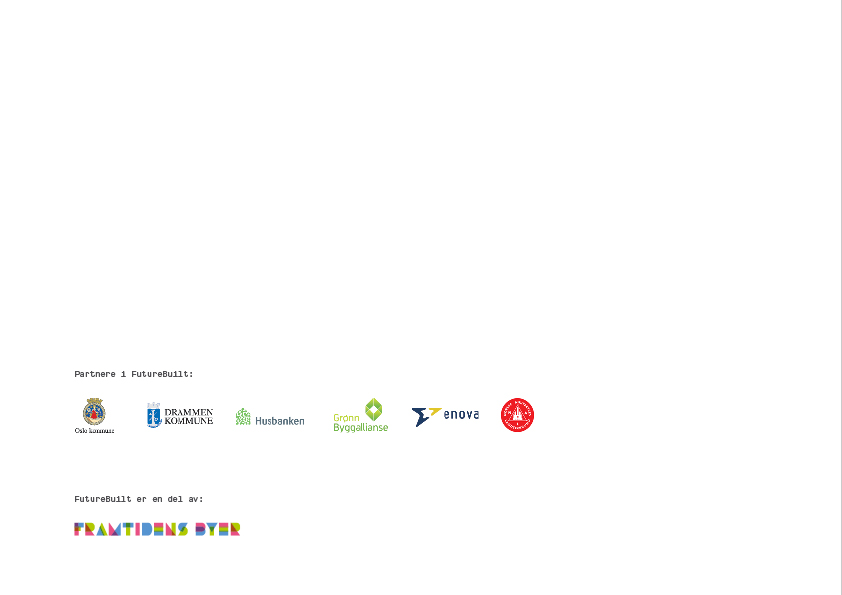 Partnere i FutureBuilt:
Oslo kommune
DRAMMEN
KOMMUNE
Husbanken
Grønn
Byggallianse
enova
FutureBuilt er en del av:
FRAMTIDENS BYER